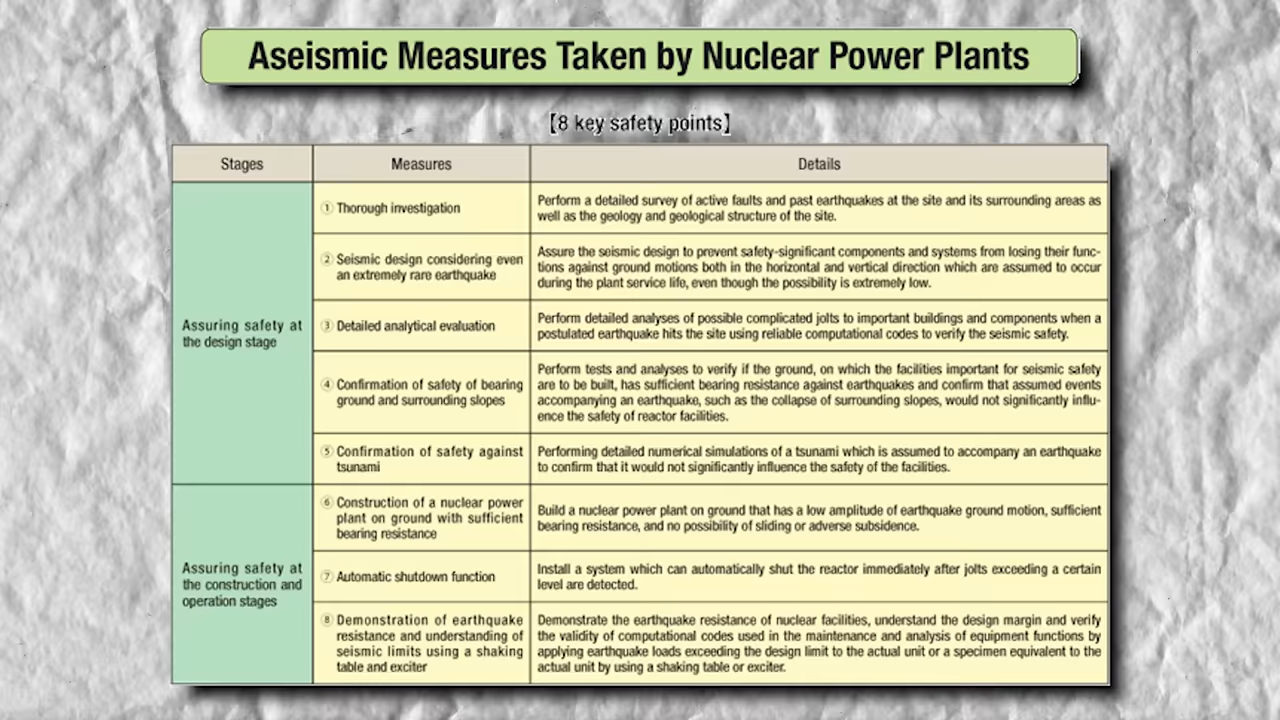 Aseismic Measures Taken by Nuclear Power Plants
【8 key safety points】
Stages
Measures
Details
Assuring safety at
the design stage
① Thorough investigation
Perform a detailed survey of active faults and past earthquakes at the site and its surrounding areas as
well as the geology and geological structure of the site.
② Seismic design considering even
an extremely rare earthquake
Assure the seismic design to prevent safety-significant components and systems from losing their func-
tions against ground motions both in the horizontal and vertical direction which are assumed to occur
during the plant service life, even though the possibility is extremely low.
③ Detailed analytical evaluation
Perform detailed analyses of possible complicated jolts to important buildings and components when a
postulated earthquake hits the site using reliable computational codes to verify the seismic safety.
④ Confirmation of safety of bearing
ground and surrounding slopes
Perform tests and analyses to verify if the ground, on which the facilities important for seismic safety
are to be built, has sufficient bearing resistance against earthquakes and confirm that assumed events
accompanying an earthquake, such as the collapse of surrounding slopes, would not significantly influ-
ence the safety of reactor facilities.
⑤ Confirmation of safety against
tsunami
Performing detailed numerical simulations of a tsunami which is assumed to accompany an earthquake
to confirm that it would not significantly influence the safety of the facilities.
Assuring safety at
the construction and
operation stages
⑥ Construction of a nuclear power
plant on ground with sufficient
bearing resistance
Build a nuclear power plant on ground that has a low amplitude of earthquake ground motion, sufficient
bearing resistance, and no possibility of sliding or adverse subsidence.
⑦ Automatic shutdown function
Install a system which can automatically shut the reactor immediately after jolts exceeding a certain
level are detected.
⑧ Demonstration of earthquake
resistance and understanding of
seismic limits using a shaking
table and exciter
Demonstrate the earthquake resistance of nuclear facilities, understand the design margin and verify
the validity of computational codes used in the maintenance and analysis of equipment functions by
applying earthquake loads exceeding the design limit to the actual unit or a specimen equivalent to the
actual unit by using a shaking table or exciter.